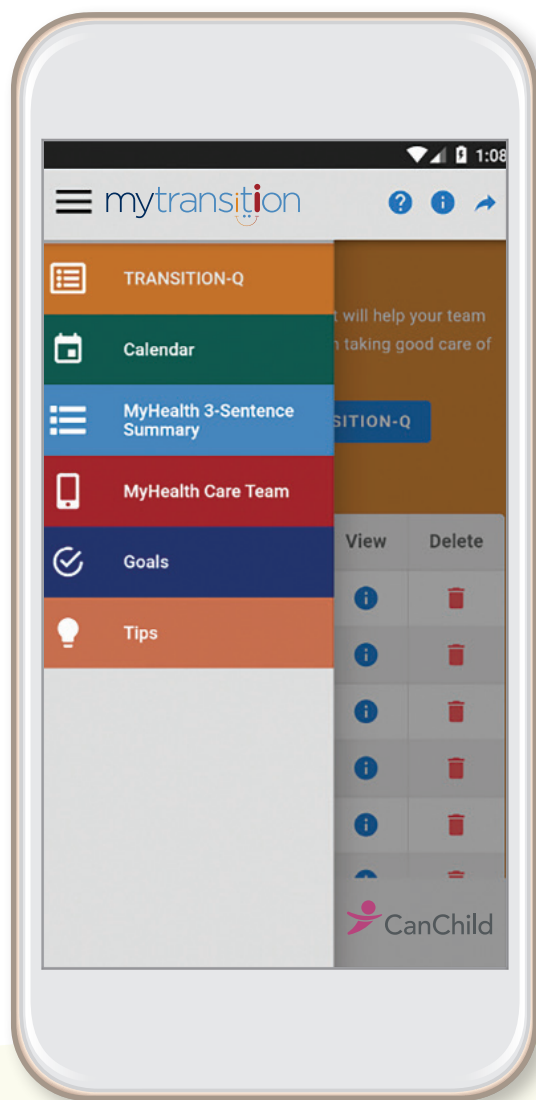 1:08
mytransition
TRANSITION-Q
Calendar
MyHealth 3-Sentence
Summary
MyHealth Care Team
Goals
Tips
will help your team
taking good care of
SITION-Q
View Delete
CanChild